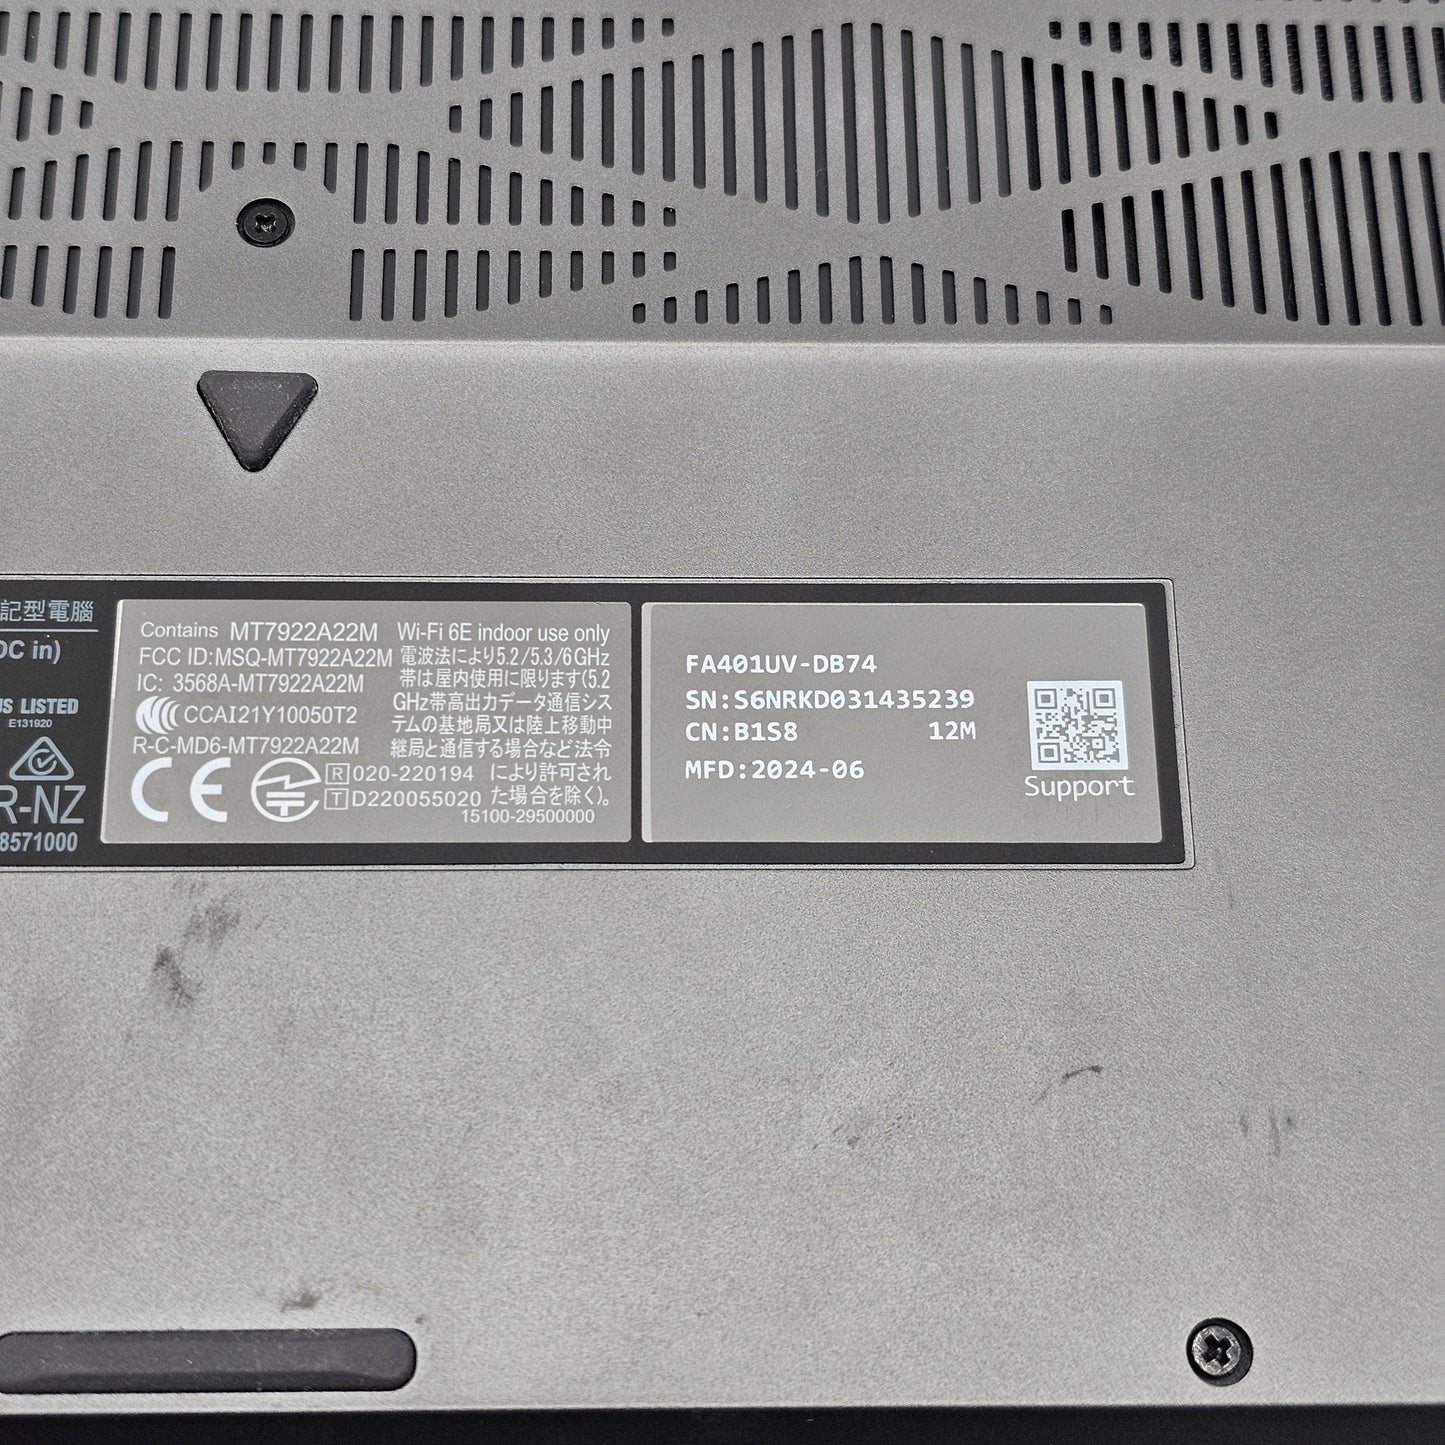 記型電腦
DC in)
US LISTED
E131920
R-NZ
8571000
Contains MT7922A22M
FCC ID:MSQ-MT7922A22M
IC: 3568A-MT7922A22M
CCAI21Y10050T2
R-C-MD6-MT7922A22M
CE
R 020-220194
T D220055020
Wi-Fi 6E indoor use only
電波法により5.2/5.3/6GHz
帯は屋内使用に限ります(5.2
GHz帯高出力データ通信シス
テムの基地局又は陸上移動中
継局と通信する場合など法令
により許可され
た場合を除く)。
15100-29500000
FA401UV-DB74
SN:S6NRKD031435239
CN:B1S8 12M
MFD:2024-06
Support